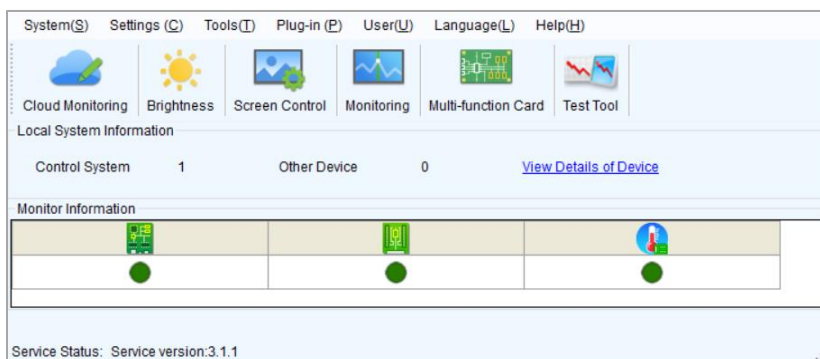 System(S) Settings (C) Tools(T) Plug-in (P) User(U) Language(L) Help(H)
Cloud Monitoring Brightness Screen Control Monitoring Multi-function Card Test Tool
Local System Information
Control System 1 Other Device 0 View Details of Device
Monitor Information
Service Status: Service version:3.1.1